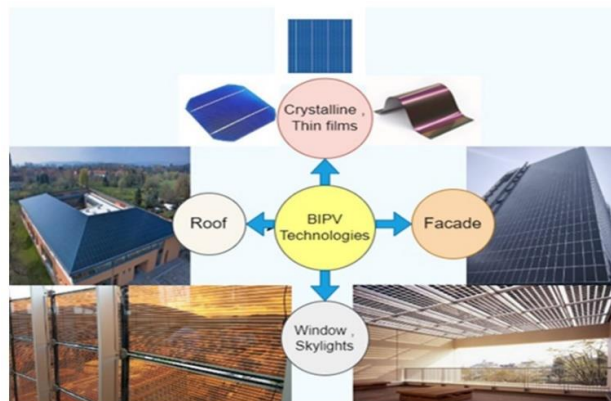 Crystalline ,
Thin films
Roof
BIPV
Technologies
Facade
Window ,
Skylights